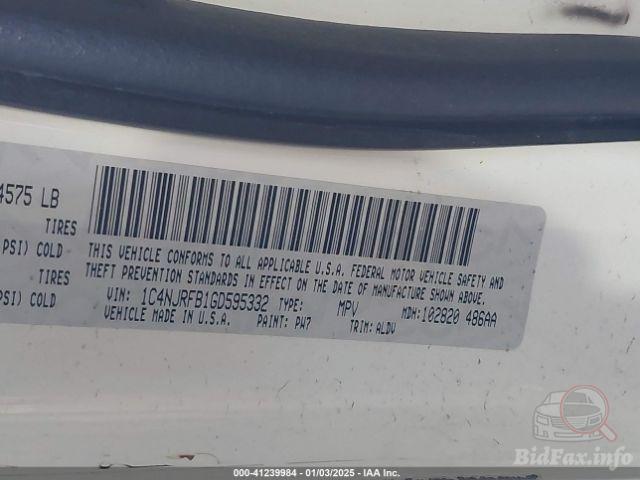 4575 LB
TIRES
PSI) COLD
TIRES
PSI) COLD
THIS VEHICLE CONFORMS TO ALL APPLICABLE U.S.A. FEDERAL MOTOR VEHICLE SAFETY AND
THEFT PREVENTION STANDARDS IN EFFECT ON THE DATE OF MANUFACTURE SHOWN ABOVE.
VIN: 1C4NJRFB1GD595332 TYPE: MPV MDH: 102820 486AA
VEHICLE MADE IN U.S.A. PAINT: PW7 TRIM: ALDV
BidFax.info
000-41239984 - 01/03/2025 - IAA Inc.